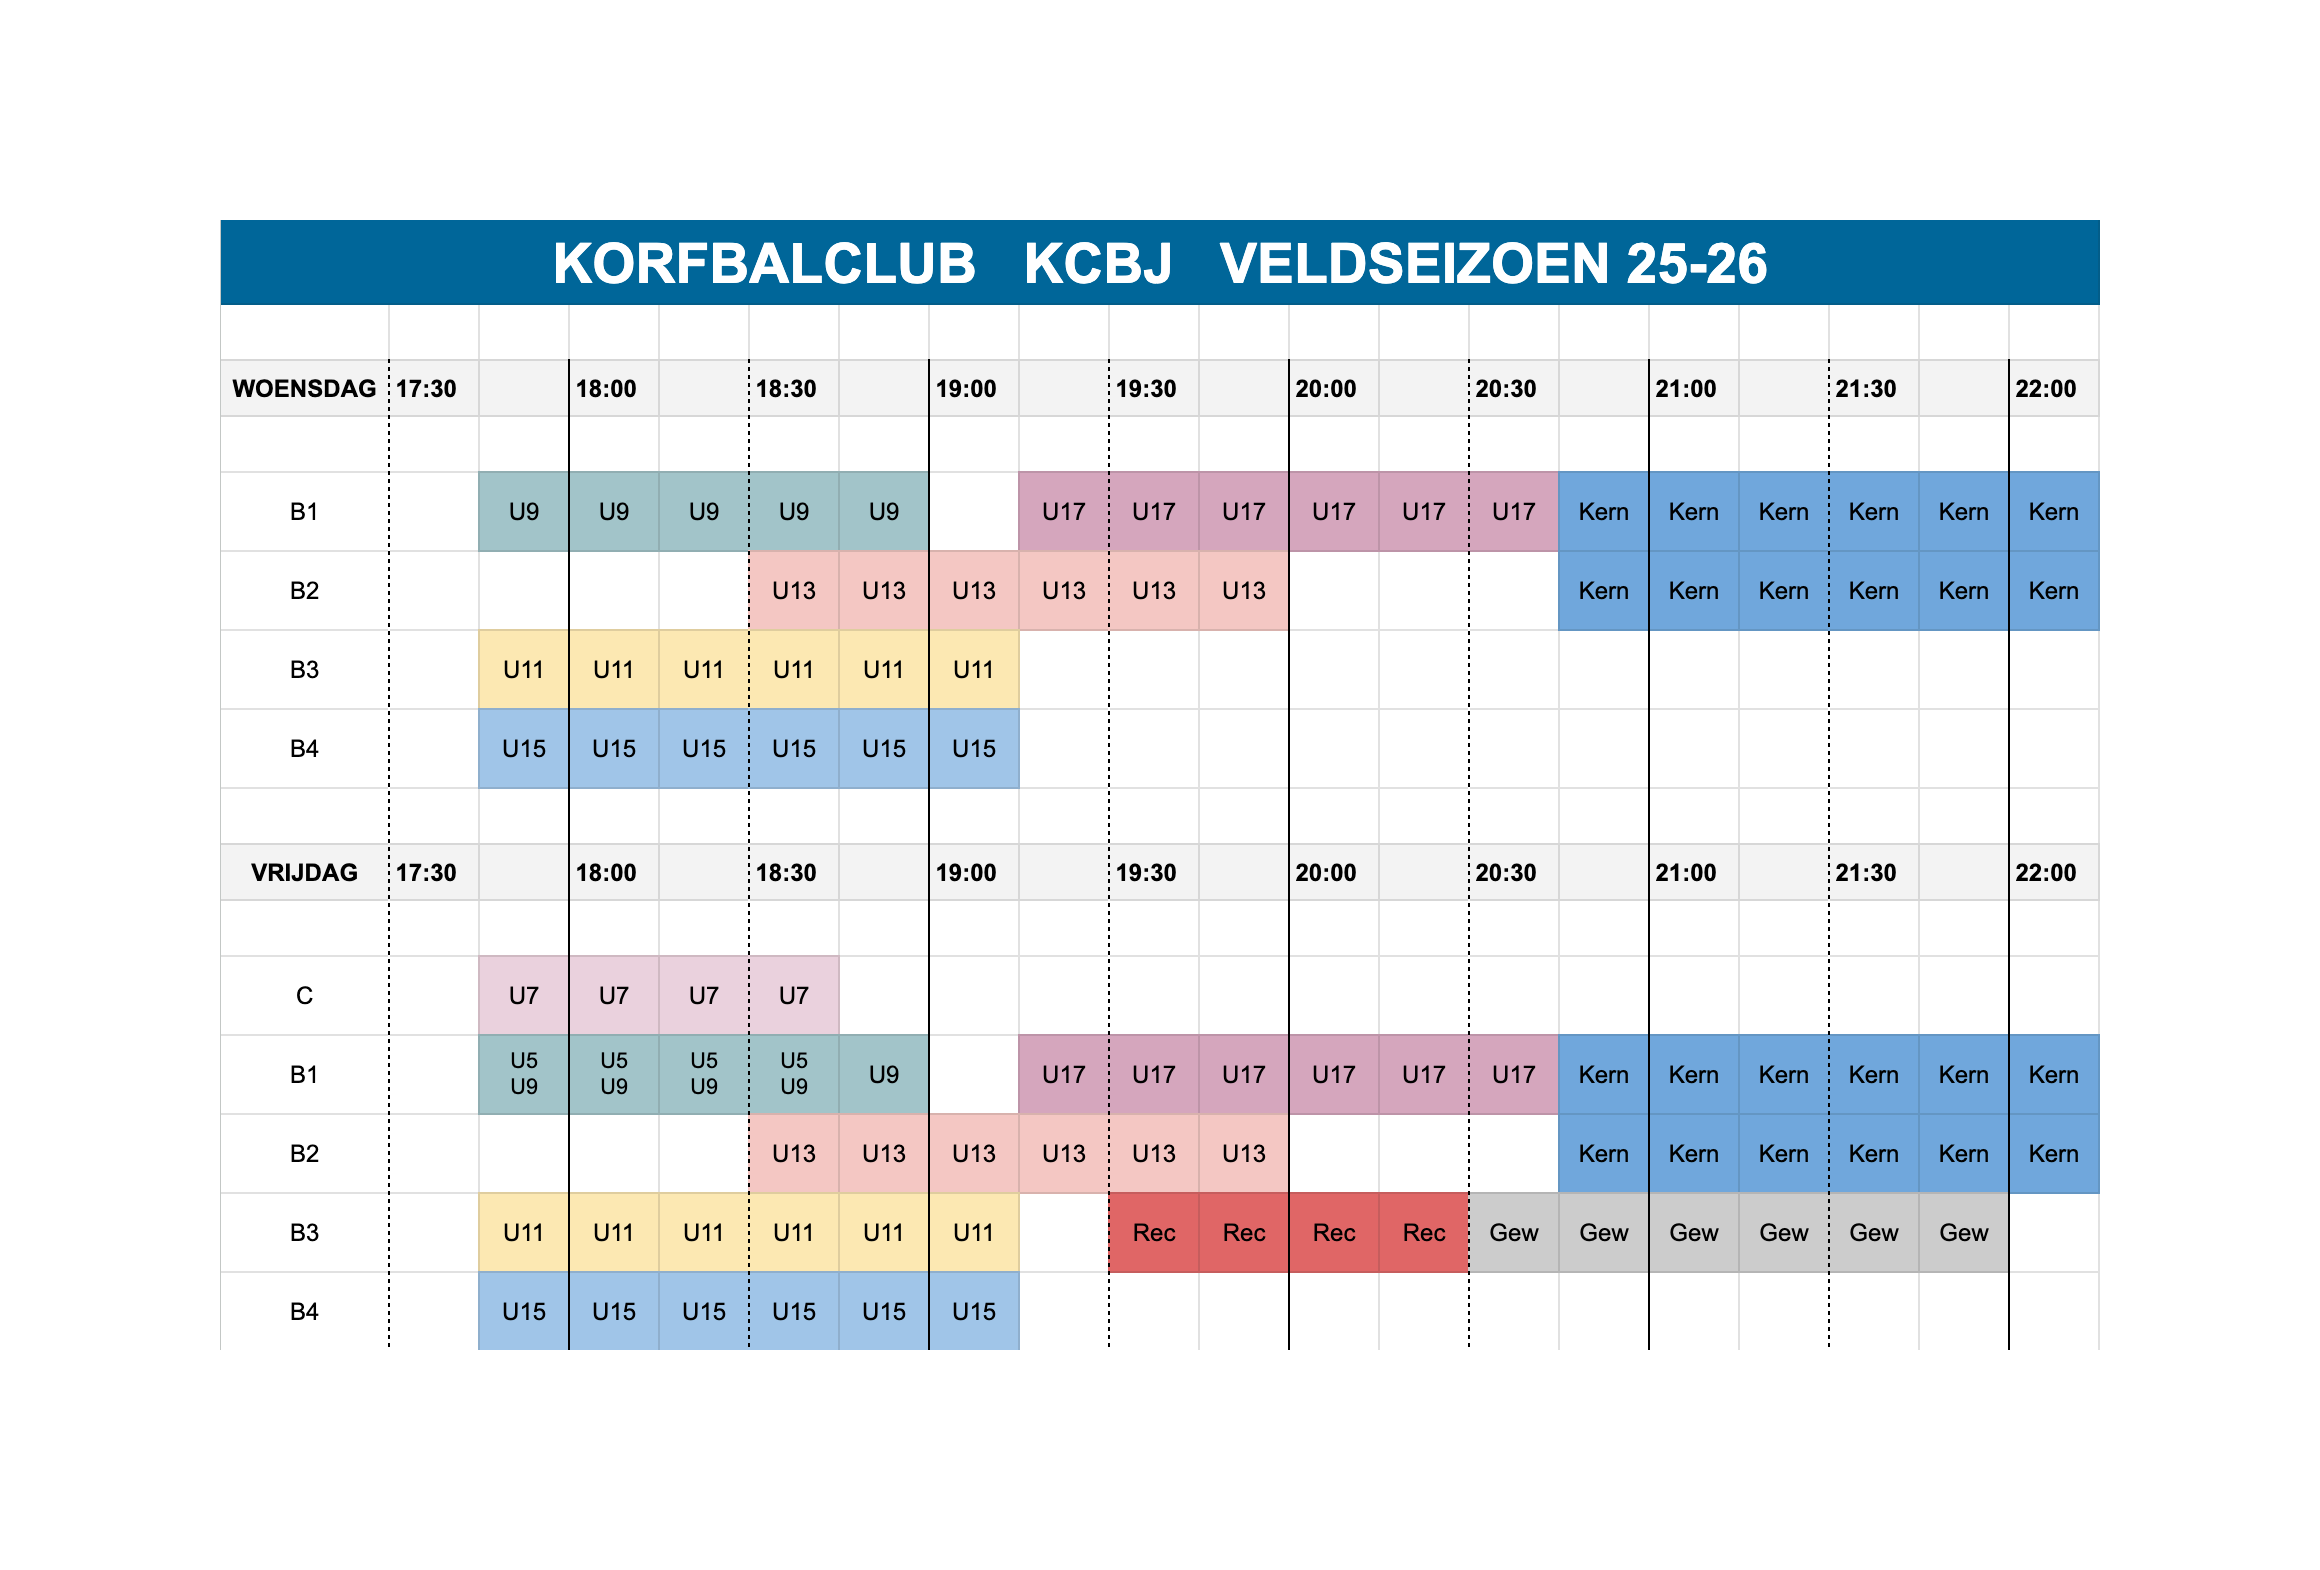 KORFBALCLUB KCBJ VELDSEIZOEN 25-26
WOENSDAG 17:30 18:00 18:30 19:00 19:30 20:00 20:30 21:00 21:30 22:00
B1 U9 U9 U9 U9 U9 U17 U17 U17 U17 U17 U17 Kern Kern Kern Kern Kern Kern
B2 U13 U13 U13 U13 U13 U13 Kern Kern Kern Kern Kern Kern
B3 U11 U11 U11 U11 U11 U11
B4 U15 U15 U15 U15 U15 U15
VRIJDAG 17:30 18:00 18:30 19:00 19:30 20:00 20:30 21:00 21:30 22:00
C U7 U7 U7 U7
B1 U5 U9 U5 U9 U5 U9 U5 U9 U9 U17 U17 U17 U17 U17 U17 Kern Kern Kern Kern Kern Kern
B2 U13 U13 U13 U13 U13 U13 Kern Kern Kern Kern Kern Kern
B3 U11 U11 U11 U11 U11 U11 Rec Rec Rec Rec Gew Gew Gew Gew Gew Gew
B4 U15 U15 U15 U15 U15 U15